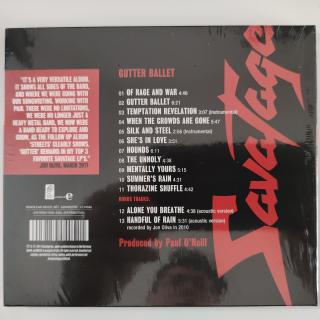 "IT'S A VERY VERSATILE ALBUM.
IT SHOWS ALL SIDES OF THE BAND,
AND WHERE WE WERE GOING WITH
OUR SONGWRITING. WORKING WITH
PAUL THERE WERE NO LIMITATIONS,
WE WERE NO LONGER JUST A
HEAVY METAL BAND, WE NOW WERE
A BAND READY TO EXPLORE AND
GROW. AS THE FOLLOW UP ALBUM
'STREETS' CLEARLY SHOWS.
'GUTTER' REMAINS IN MY TOP 3
FAVORITE SAVATAGE LP'S."
JON OLIVA, MARCH 2011
GUTTER BALLET
01 OF RAGE AND WAR 4:48
02 GUTTER BALLET 6:21
03 TEMPTATION REVELATION 3:07 (Instrumental)
04 WHEN THE CROWDS ARE GONE 5:47
05 SILK AND STEEL 2:56 (Instrumental)
06 SHE'S IN LOVE 3:51
07 HOUNDS 6:11
08 THE UNHOLY 4:38
09 MENTALLY YOURS 5:15
10 SUMMER'S RAIN 4:31
11 THORAZINE SHUFFLE 4:42
BONUS TRACKS:
12 ALONE YOU BREATHE 6:27 (acoustic version)
13 HANDFUL OF RAIN 5:31 (acoustic version)
recorded by Jon Oliva in 2010
Produced by Paul O'Neill
Savatage